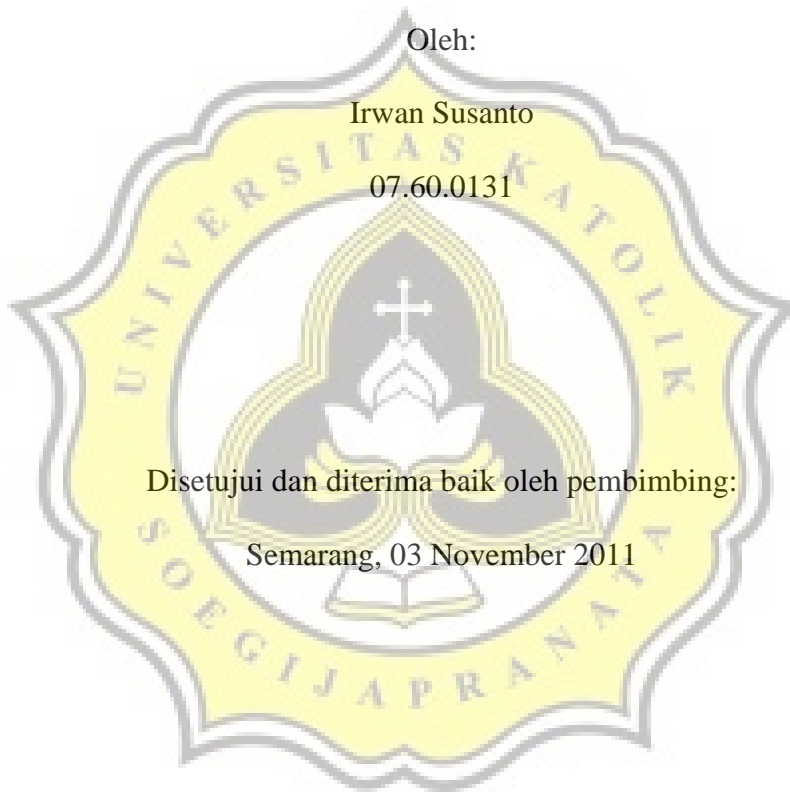 Oleh:
Irwan Susanto
07.60.0131
UNIVERSITAS KATOLIK
Disetujui dan diterima baik oleh pembimbing:
Semarang, 03 November 2011
SOEGIJAPRANATA